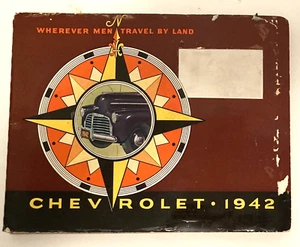 N
WHEREVER MEN TRAVEL BY LAND
CHEVROLET · 1942